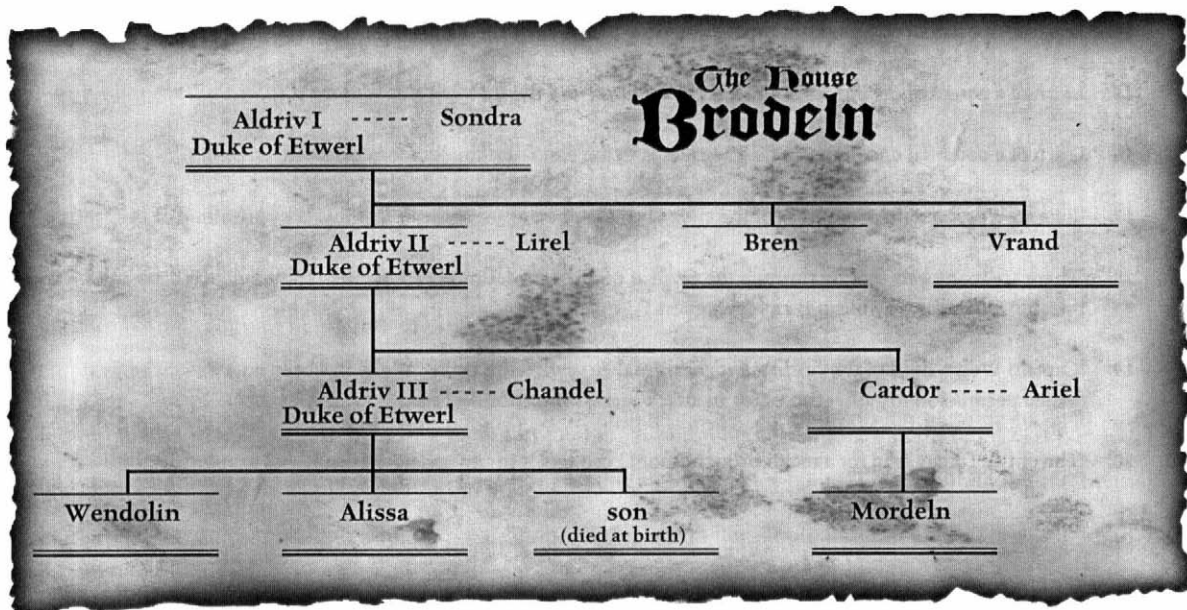 The House
Brodeln
Aldriv I ----- Sondra
Duke of Etwerl
Aldriv II ----- Lirel
Duke of Etwerl
Bren
Vrand
Aldriv III ----- Chandel
Duke of Etwerl
Cardor ----- Ariel
Wendolin
Alissa
son
(died at birth)
Mordeln